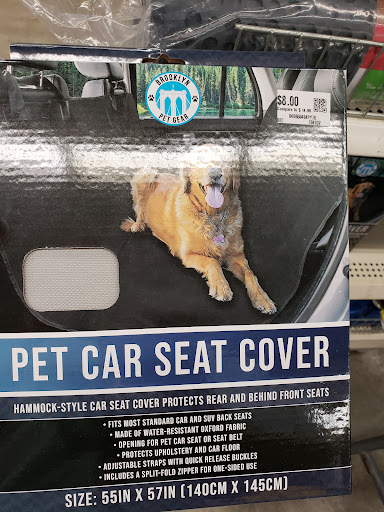 BROOKLYN
PET GEAR
$8.00
PET CAR SEAT COVER
HAMMOCK-STYLE CAR SEAT COVER PROTECTS REAR AND BEHIND FRONT SEATS
• FITS MOST STANDARD CAR AND SUV BACK SEATS
• MADE OF WATER-RESISTANT OXFORD FABRIC
• OPENING FOR PET CAR SEAT OR SEAT BELT
• PROTECTS UPHOLSTERY AND CAR FLOOR
• ADJUSTABLE STRAPS WITH QUICK RELEASE BUCKLES
• INCLUDES A SPLIT-FOLD ZIPPER FOR ONE-SIDED USE
SIZE: 55IN X 57IN (140CM X 145CM)